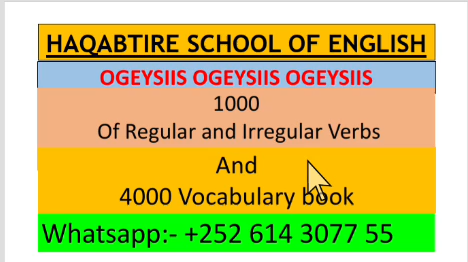 HAQABTIRE SCHOOL OF ENGLISH
OGEYSIIS OGEYSIIS OGEYSIIS
1000
Of Regular and Irregular Verbs
And
4000 Vocabulary book
Whatsapp:- +252 614 3077 55